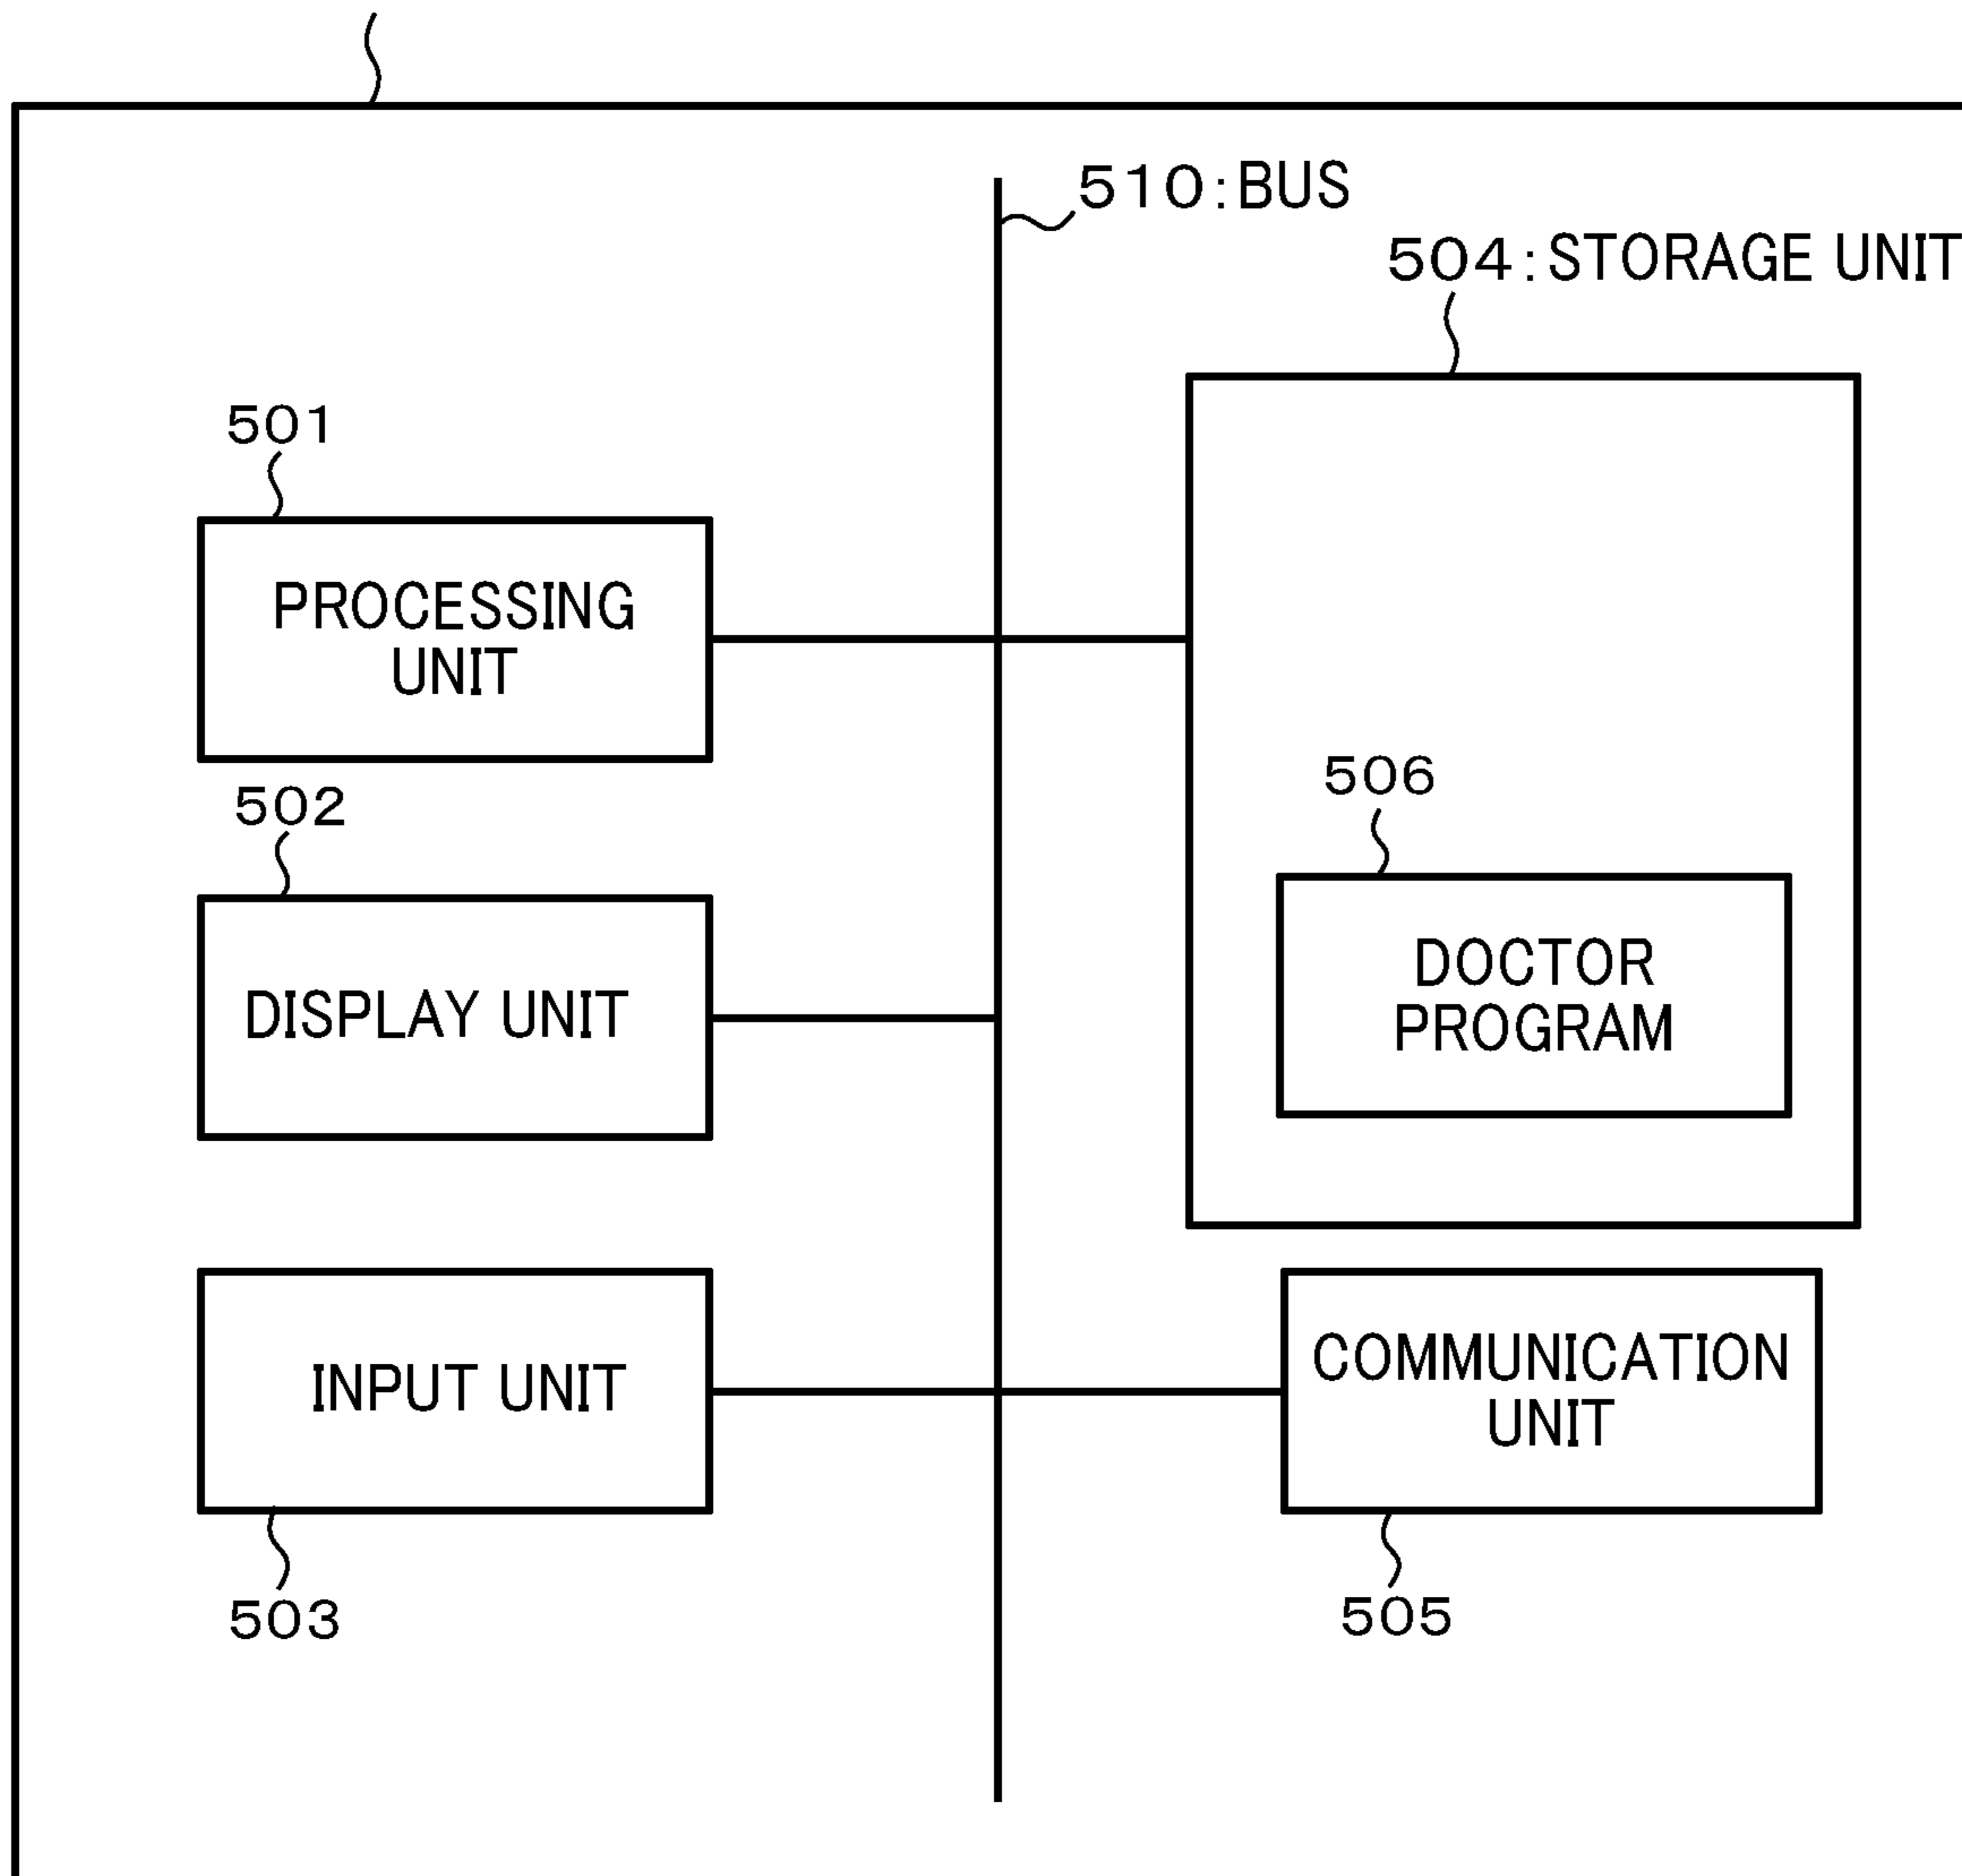 510:BUS
504:STORAGE UNIT
501
PROCESSING
UNIT
506
502
DOCTOR
PROGRAM
DISPLAY UNIT
COMMUNICATION
UNIT
INPUT UNIT
503
505